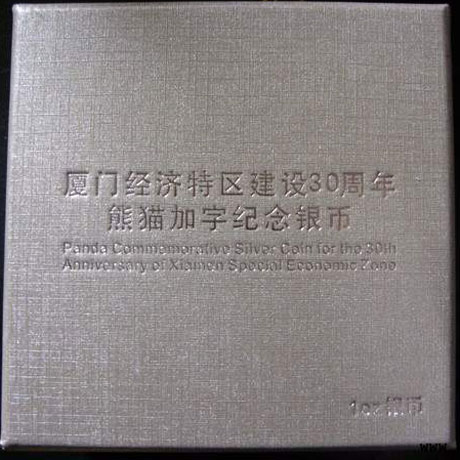 厦门经济特区建设30周年
熊猫加字纪念银币
Panda Commemorative Silver Coin for the 30th
Anniversary of Xiamen Special Economic Zone
1oz银币
www